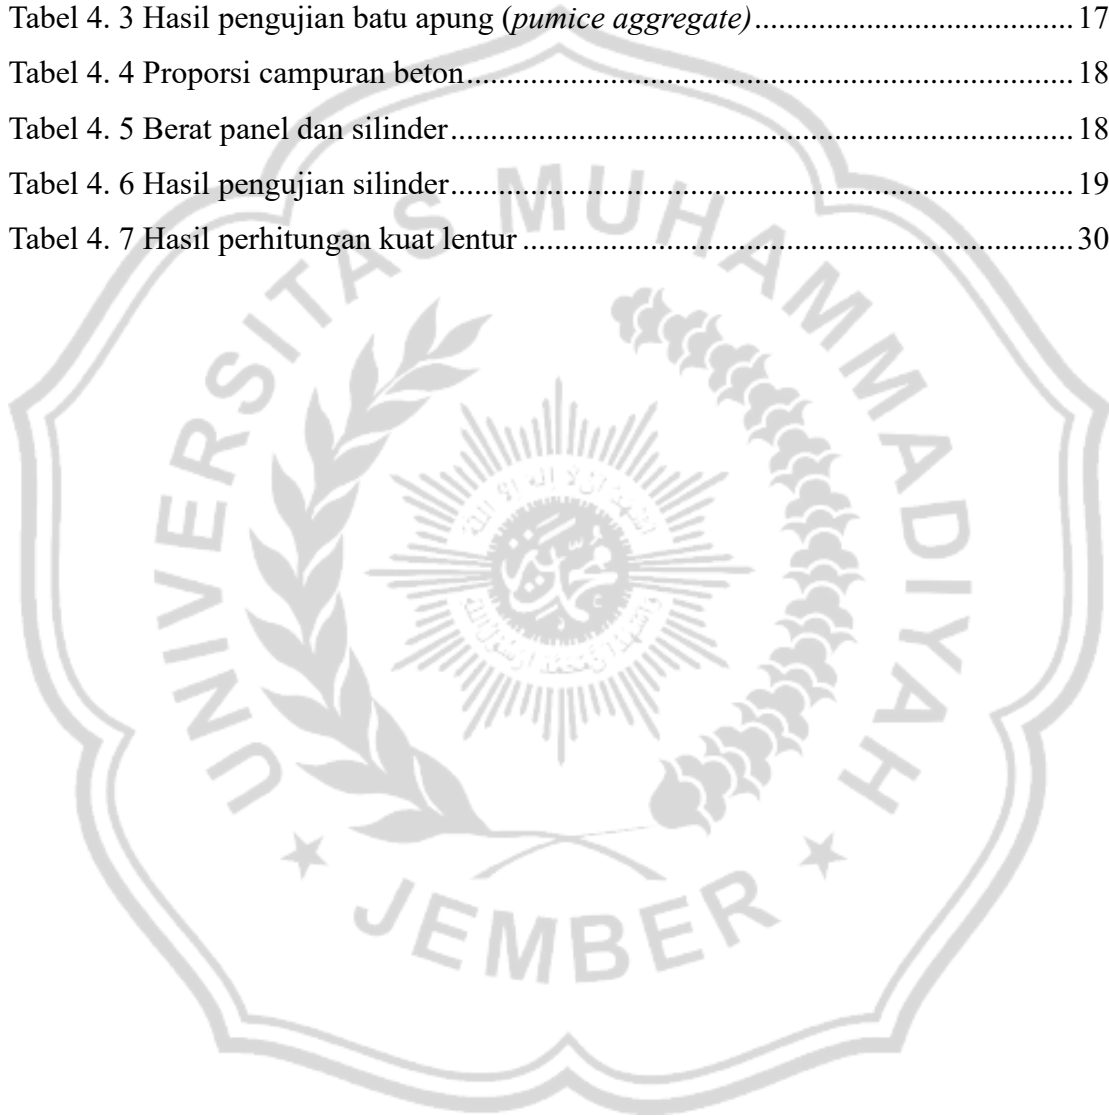 Tabel 4. 3 Hasil pengujian batu apung (pumice aggregate)................................................ 17
Tabel 4. 4 Proporsi campuran beton.................................................................................... 18
Tabel 4. 5 Berat panel dan silinder...................................................................................... 18
Tabel 4. 6 Hasil pengujian silinder...................................................................................... 19
Tabel 4. 7 Hasil perhitungan kuat lentur ............................................................................. 30
UNIVERSITAS MUHAMMADIYAH
JEMBER